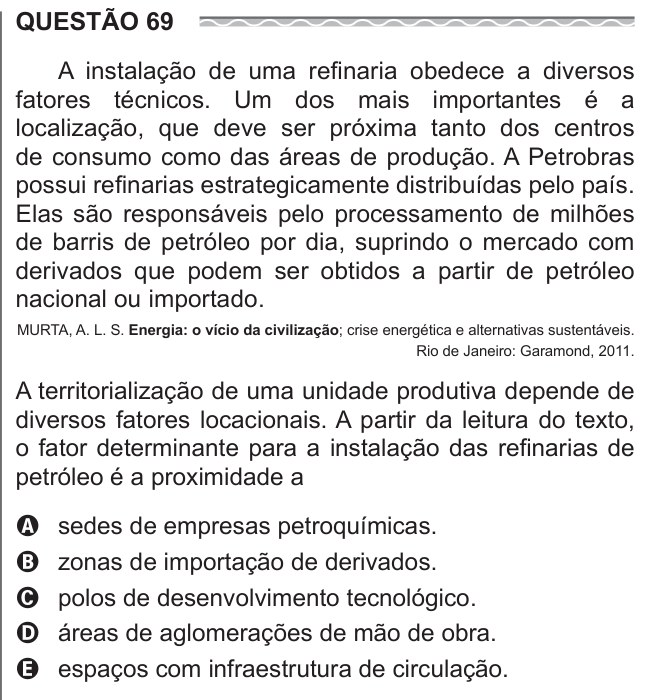 QUESTÃO 69
A instalação de uma refinaria obedece a diversos
fatores técnicos. Um dos mais importantes é a
localização, que deve ser próxima tanto dos centros
de consumo como das áreas de produção. A Petrobras
possui refinarias estrategicamente distribuídas pelo país.
Elas são responsáveis pelo processamento de milhões
de barris de petróleo por dia, suprindo o mercado com
derivados que podem ser obtidos a partir de petróleo
nacional ou importado.
MURTA, A. L. S. Energia: o vício da civilização; crise energética e alternativas sustentáveis.
Rio de Janeiro: Garamond, 2011.
A territorialização de uma unidade produtiva depende de
diversos fatores locacionais. A partir da leitura do texto,
o fator determinante para a instalação das refinarias de
petróleo é a proximidade a
A sedes de empresas petroquímicas.
B zonas de importação de derivados.
C polos de desenvolvimento tecnológico.
D áreas de aglomerações de mão de obra.
E espaços com infraestrutura de circulação.